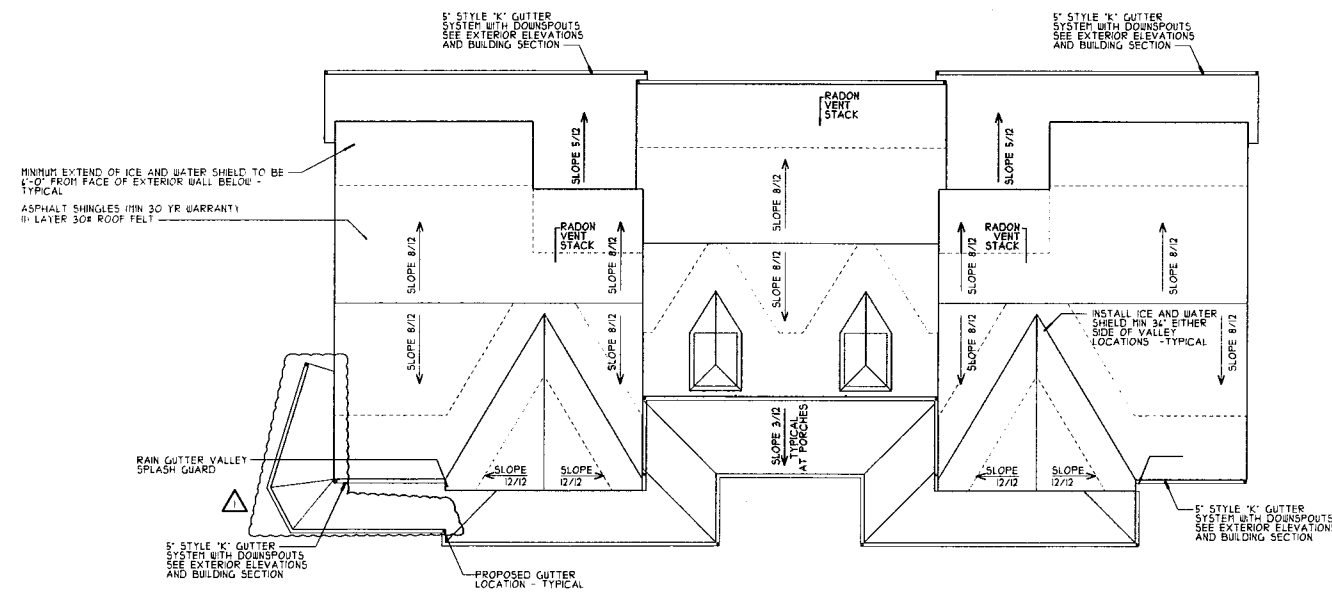 5" STYLE "K" GUTTER
SYSTEM WITH DOWNSPOUTS
SEE EXTERIOR ELEVATIONS
AND BUILDING SECTION
5" STYLE "K" GUTTER
SYSTEM WITH DOWNSPOUTS
SEE EXTERIOR ELEVATIONS
AND BUILDING SECTION
RADON
VENT
STACK
SLOPE 5/12
SLOPE 5/12
MINIMUM EXTEND OF ICE AND WATER SHIELD TO BE
6'-0" FROM FACE OF EXTERIOR WALL BELOW -
TYPICAL
SLOPE 8/12
ASPHALT SHINGLES (MIN 30 YR WARRANTY)
(1) LAYER 30# ROOF FELT
RADON
VENT
STACK
RADON
VENT
STACK
SLOPE 8/12
SLOPE 8/12
SLOPE 8/12
SLOPE 8/12
SLOPE 8/12
SLOPE 8/12
SLOPE 8/12
SLOPE 8/12
SLOPE 8/12
INSTALL ICE AND WATER
SHIELD MIN 36" EITHER
SIDE OF VALLEY
LOCATIONS -TYPICAL
SLOPE 3/12
TYPICAL
AT PORCHES
RAIN GUTTER VALLEY
SPLASH GUARD
SLOPE
12/12
SLOPE
12/12
SLOPE
12/12
SLOPE
12/12
1
5" STYLE "K" GUTTER
SYSTEM WITH DOWNSPOUTS
SEE EXTERIOR ELEVATIONS
AND BUILDING SECTION
5" STYLE "K" GUTTER
SYSTEM WITH DOWNSPOUTS
SEE EXTERIOR ELEVATIONS
AND BUILDING SECTION
PROPOSED GUTTER
LOCATION - TYPICAL